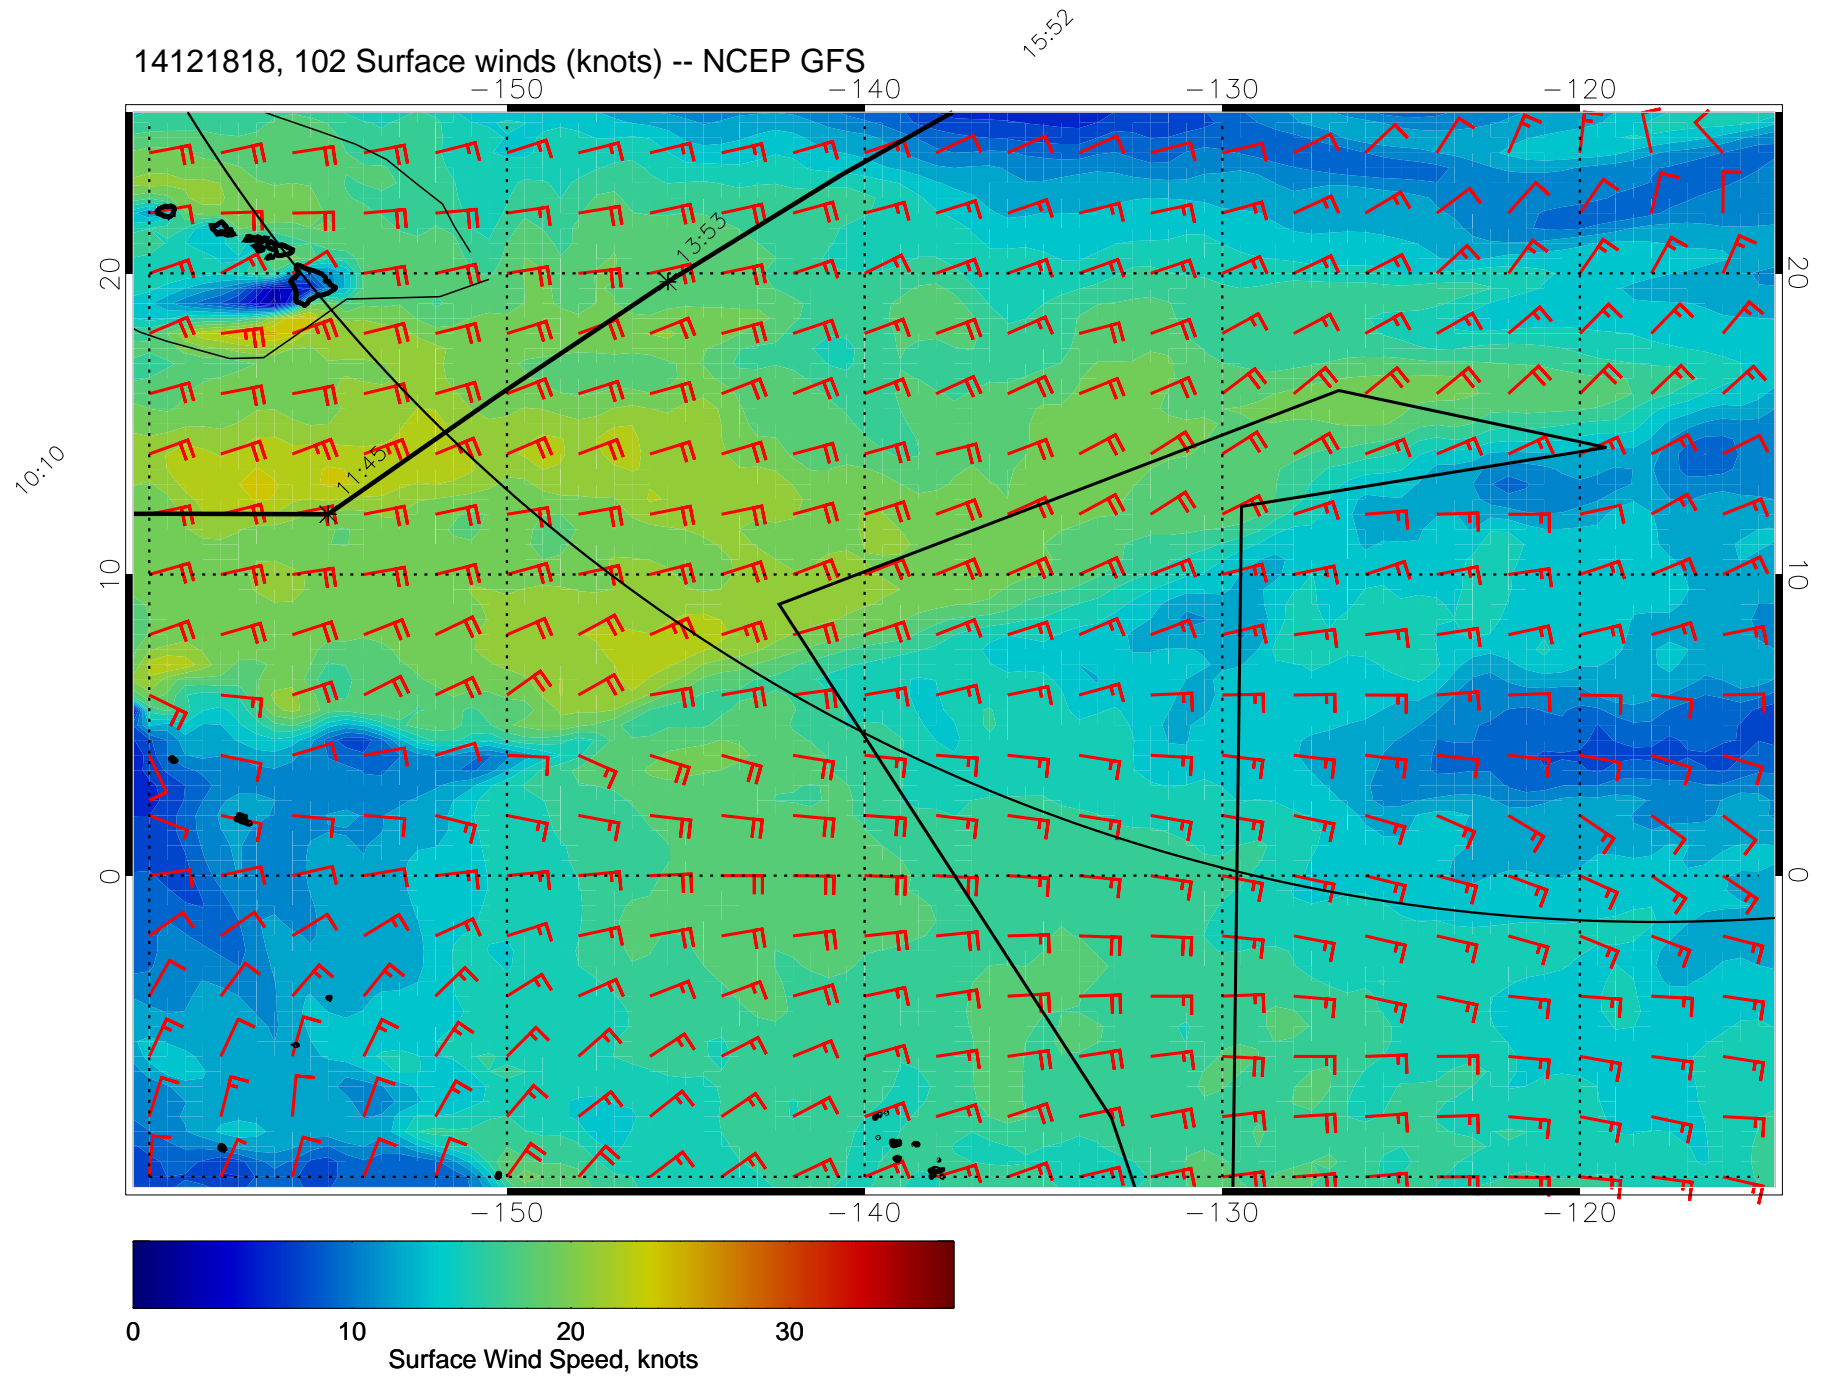 15:52
14121818, 102 Surface winds (knots) -- NCEP GFS
-150 -140 -130 -120
13:53
20 20
11:45
10:10
10 10
0 0
-150 -140 -130 -120
0 10 20 30
Surface Wind Speed, knots